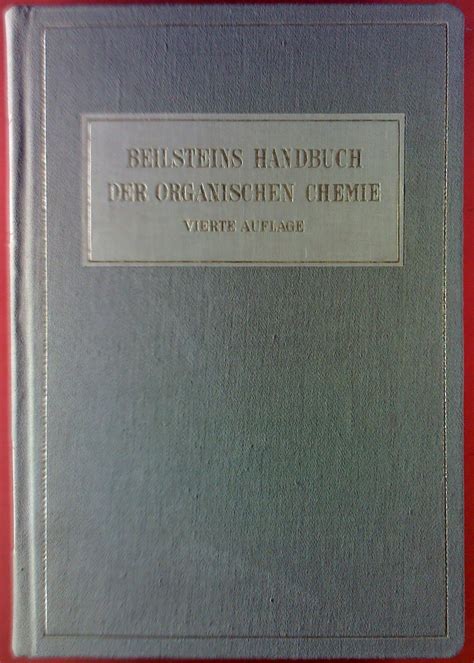 BEILSTEINS HANDBUCH
DER ORGANISCHEN CHEMIE
VIERTE AUFLAGE